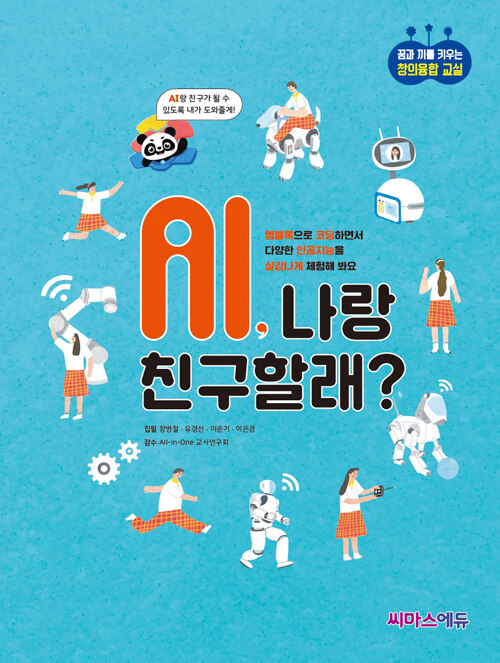 꿈과 끼를 키우는
창의융합 교실
AI랑 친구가 될 수
있도록 내가 도와줄게!
엠블록으로 코딩하면서
다양한 인공지능을
실감나게 체험해 봐요
AI, 나랑
친구할래?
집필 장병철 · 유경선 · 이준기 · 이은경
감수 All-in-One 교사연구회
씨마스에듀